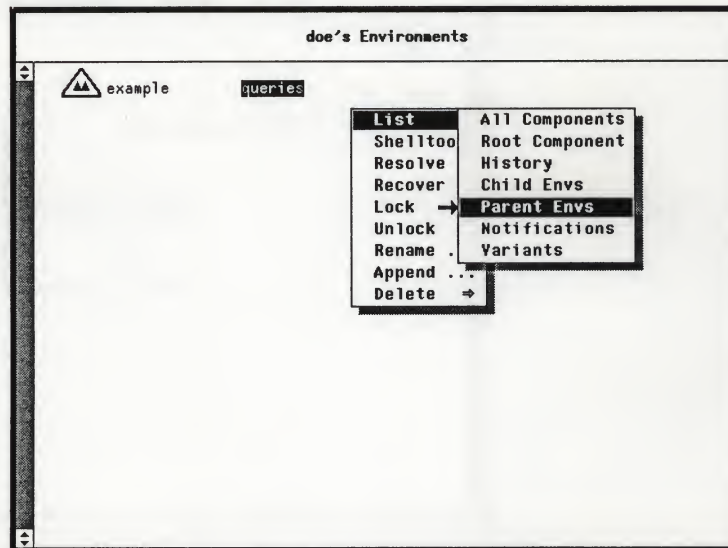 doe's Environments
example queries
List
Shelltoo
Resolve
Recover
Lock
Unlock
Rename .
Append ...
Delete ⇒
All Components
Root Component
History
Child Envs
Parent Envs
Notifications
Variants